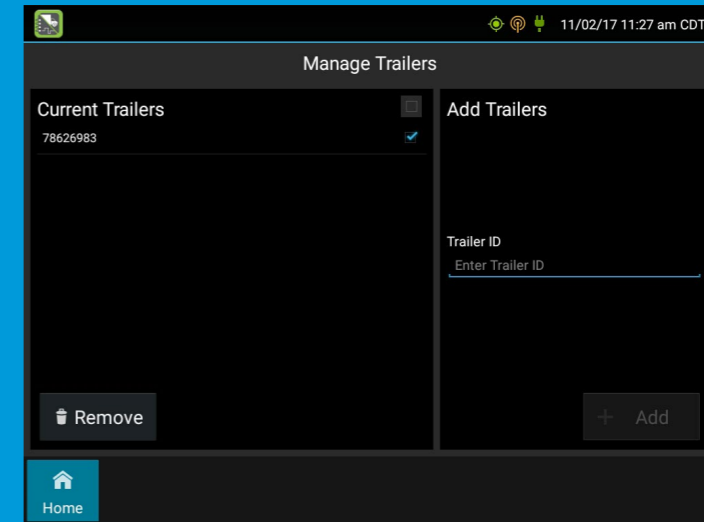 11/02/17 11:27 am CDT
Manage Trailers
Current Trailers
78626983
Add Trailers
Trailer ID
Enter Trailer ID
Remove
Add
Home